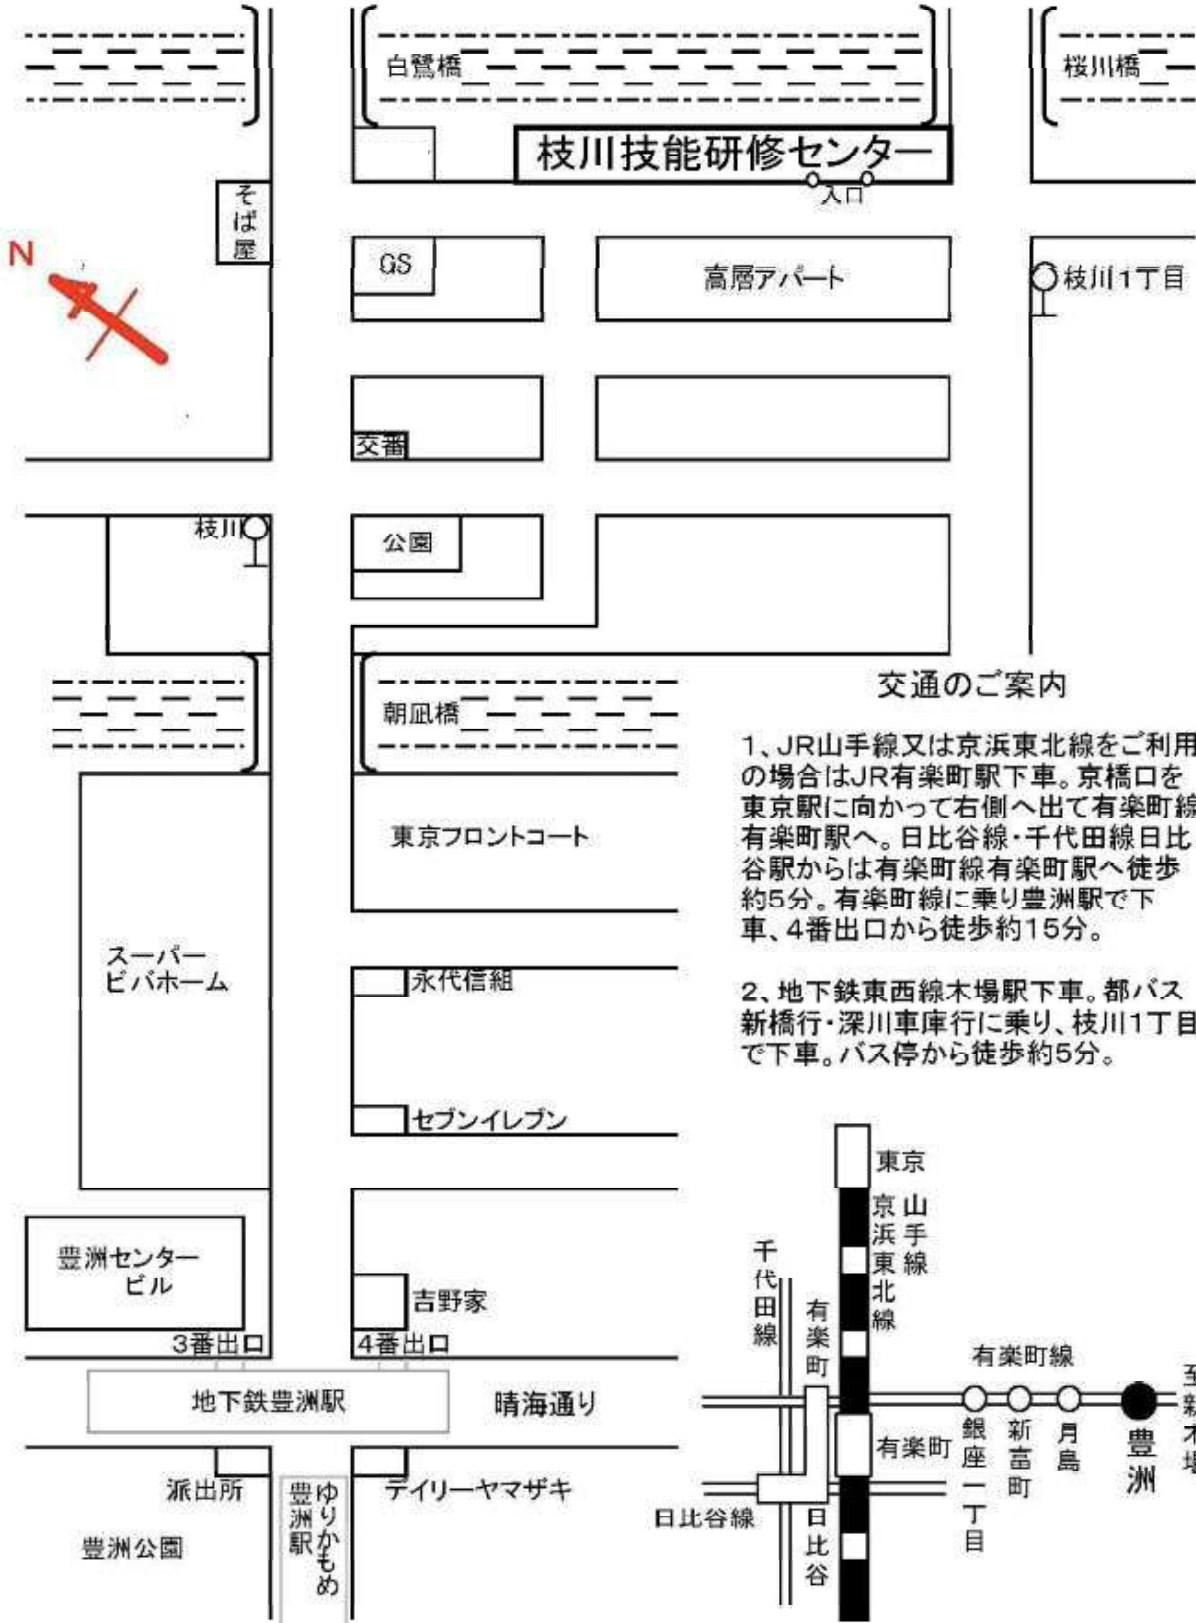 白鷺橋
桜川橋
枝川技能研修センター
入口
そば屋
N
GS
高層アパート
枝川1丁目
交番
枝川
公園
朝凪橋
東京フロントコート
スーパー
ビバホーム
永代信組
セブンイレブン
豊洲センター
ビル
吉野家
3番出口
4番出口
地下鉄豊洲駅
晴海通り
派出所
デイリーヤマザキ
豊洲公園
ゆりかもめ
豊洲駅
交通のご案内
1、JR山手線又は京浜東北線をご利用
の場合はJR有楽町駅下車。京橋口を
東京駅に向かって右側へ出て有楽町線
有楽町駅へ。日比谷線・千代田線日比
谷駅からは有楽町線有楽町駅へ徒歩
約5分。有楽町線に乗り豊洲駅で下
車、4番出口から徒歩約15分。
2、地下鉄東西線木場駅下車。都バス
新橋行・深川車庫行に乗り、枝川1丁目
で下車。バス停から徒歩約5分。
東京
山手線
京浜東北線
千代田線
有楽町
有楽町線
有楽町
銀座一丁目
新富町
月島
豊洲
至新木場
日比谷線
日比谷